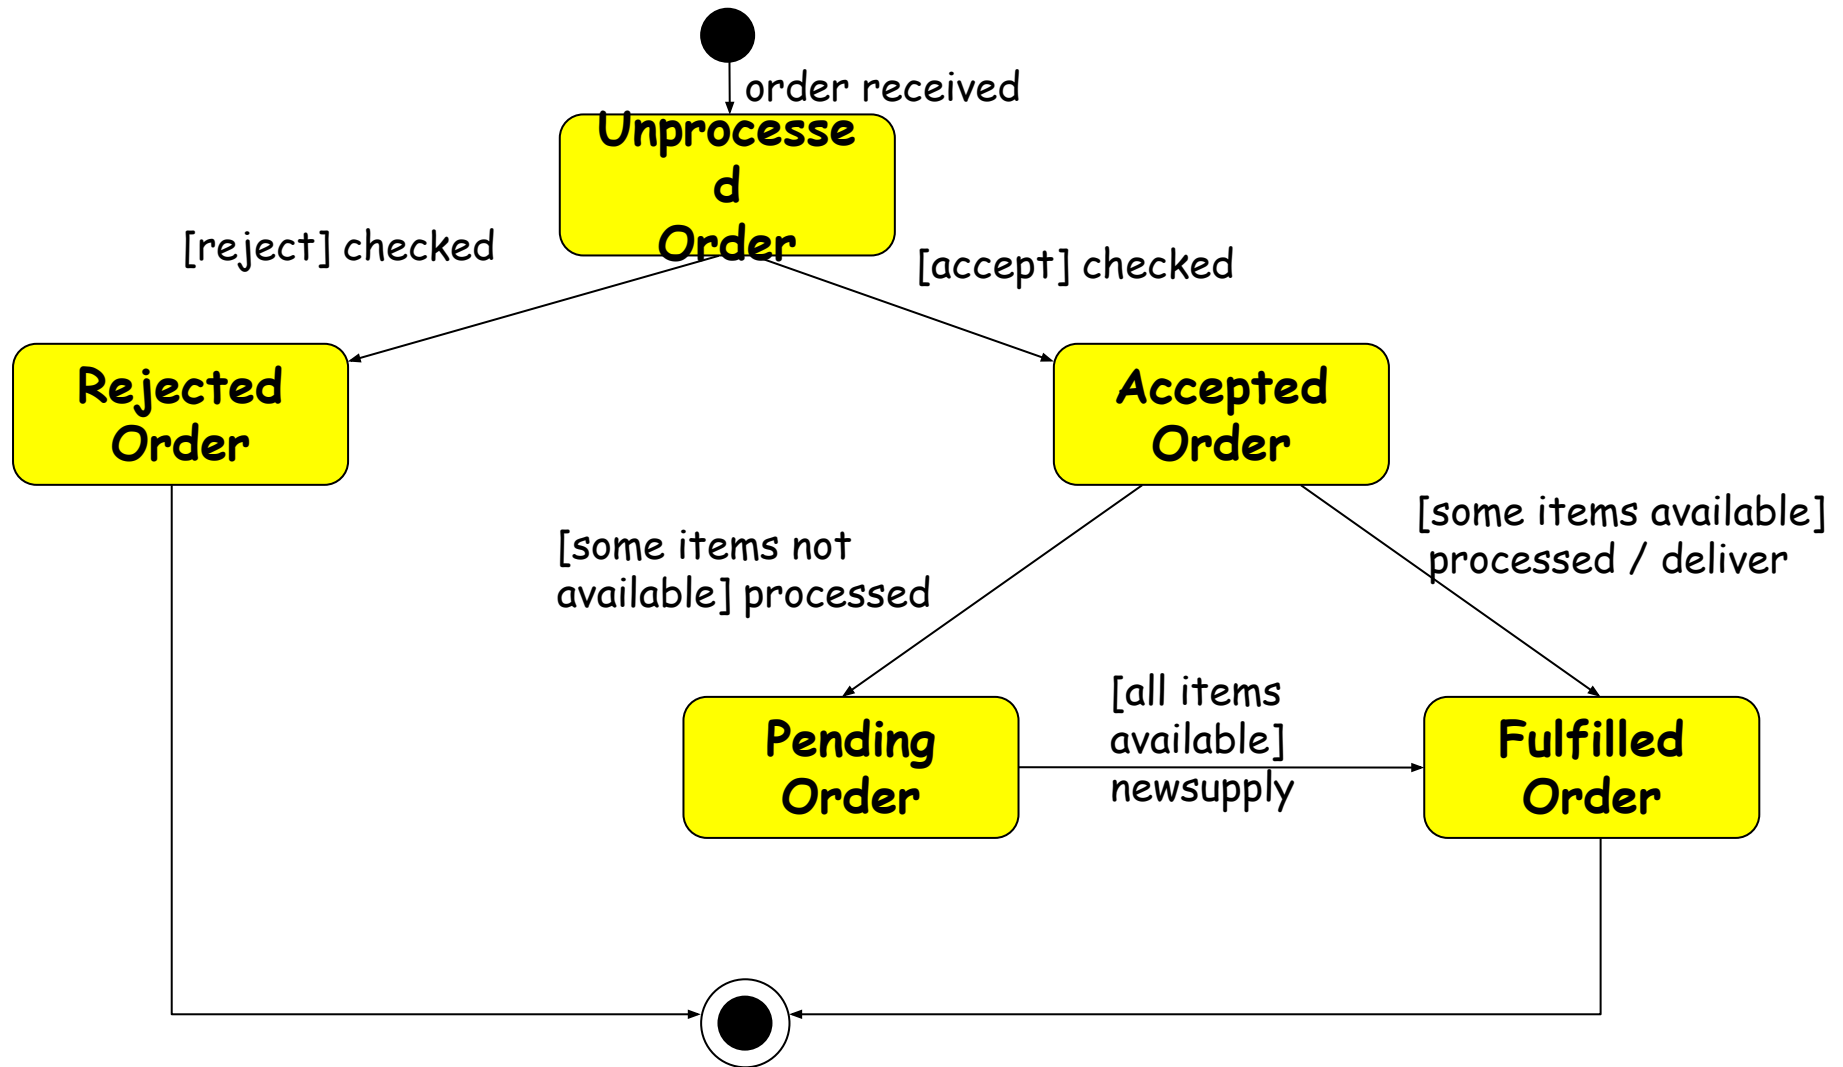 order received
Unprocesse
d
Order
[reject] checked
[accept] checked
Rejected
Order
Accepted
Order
[some items not
available] processed
[some items available]
processed / deliver
[all items
available]
newsupply
Pending
Order
Fulfilled
Order